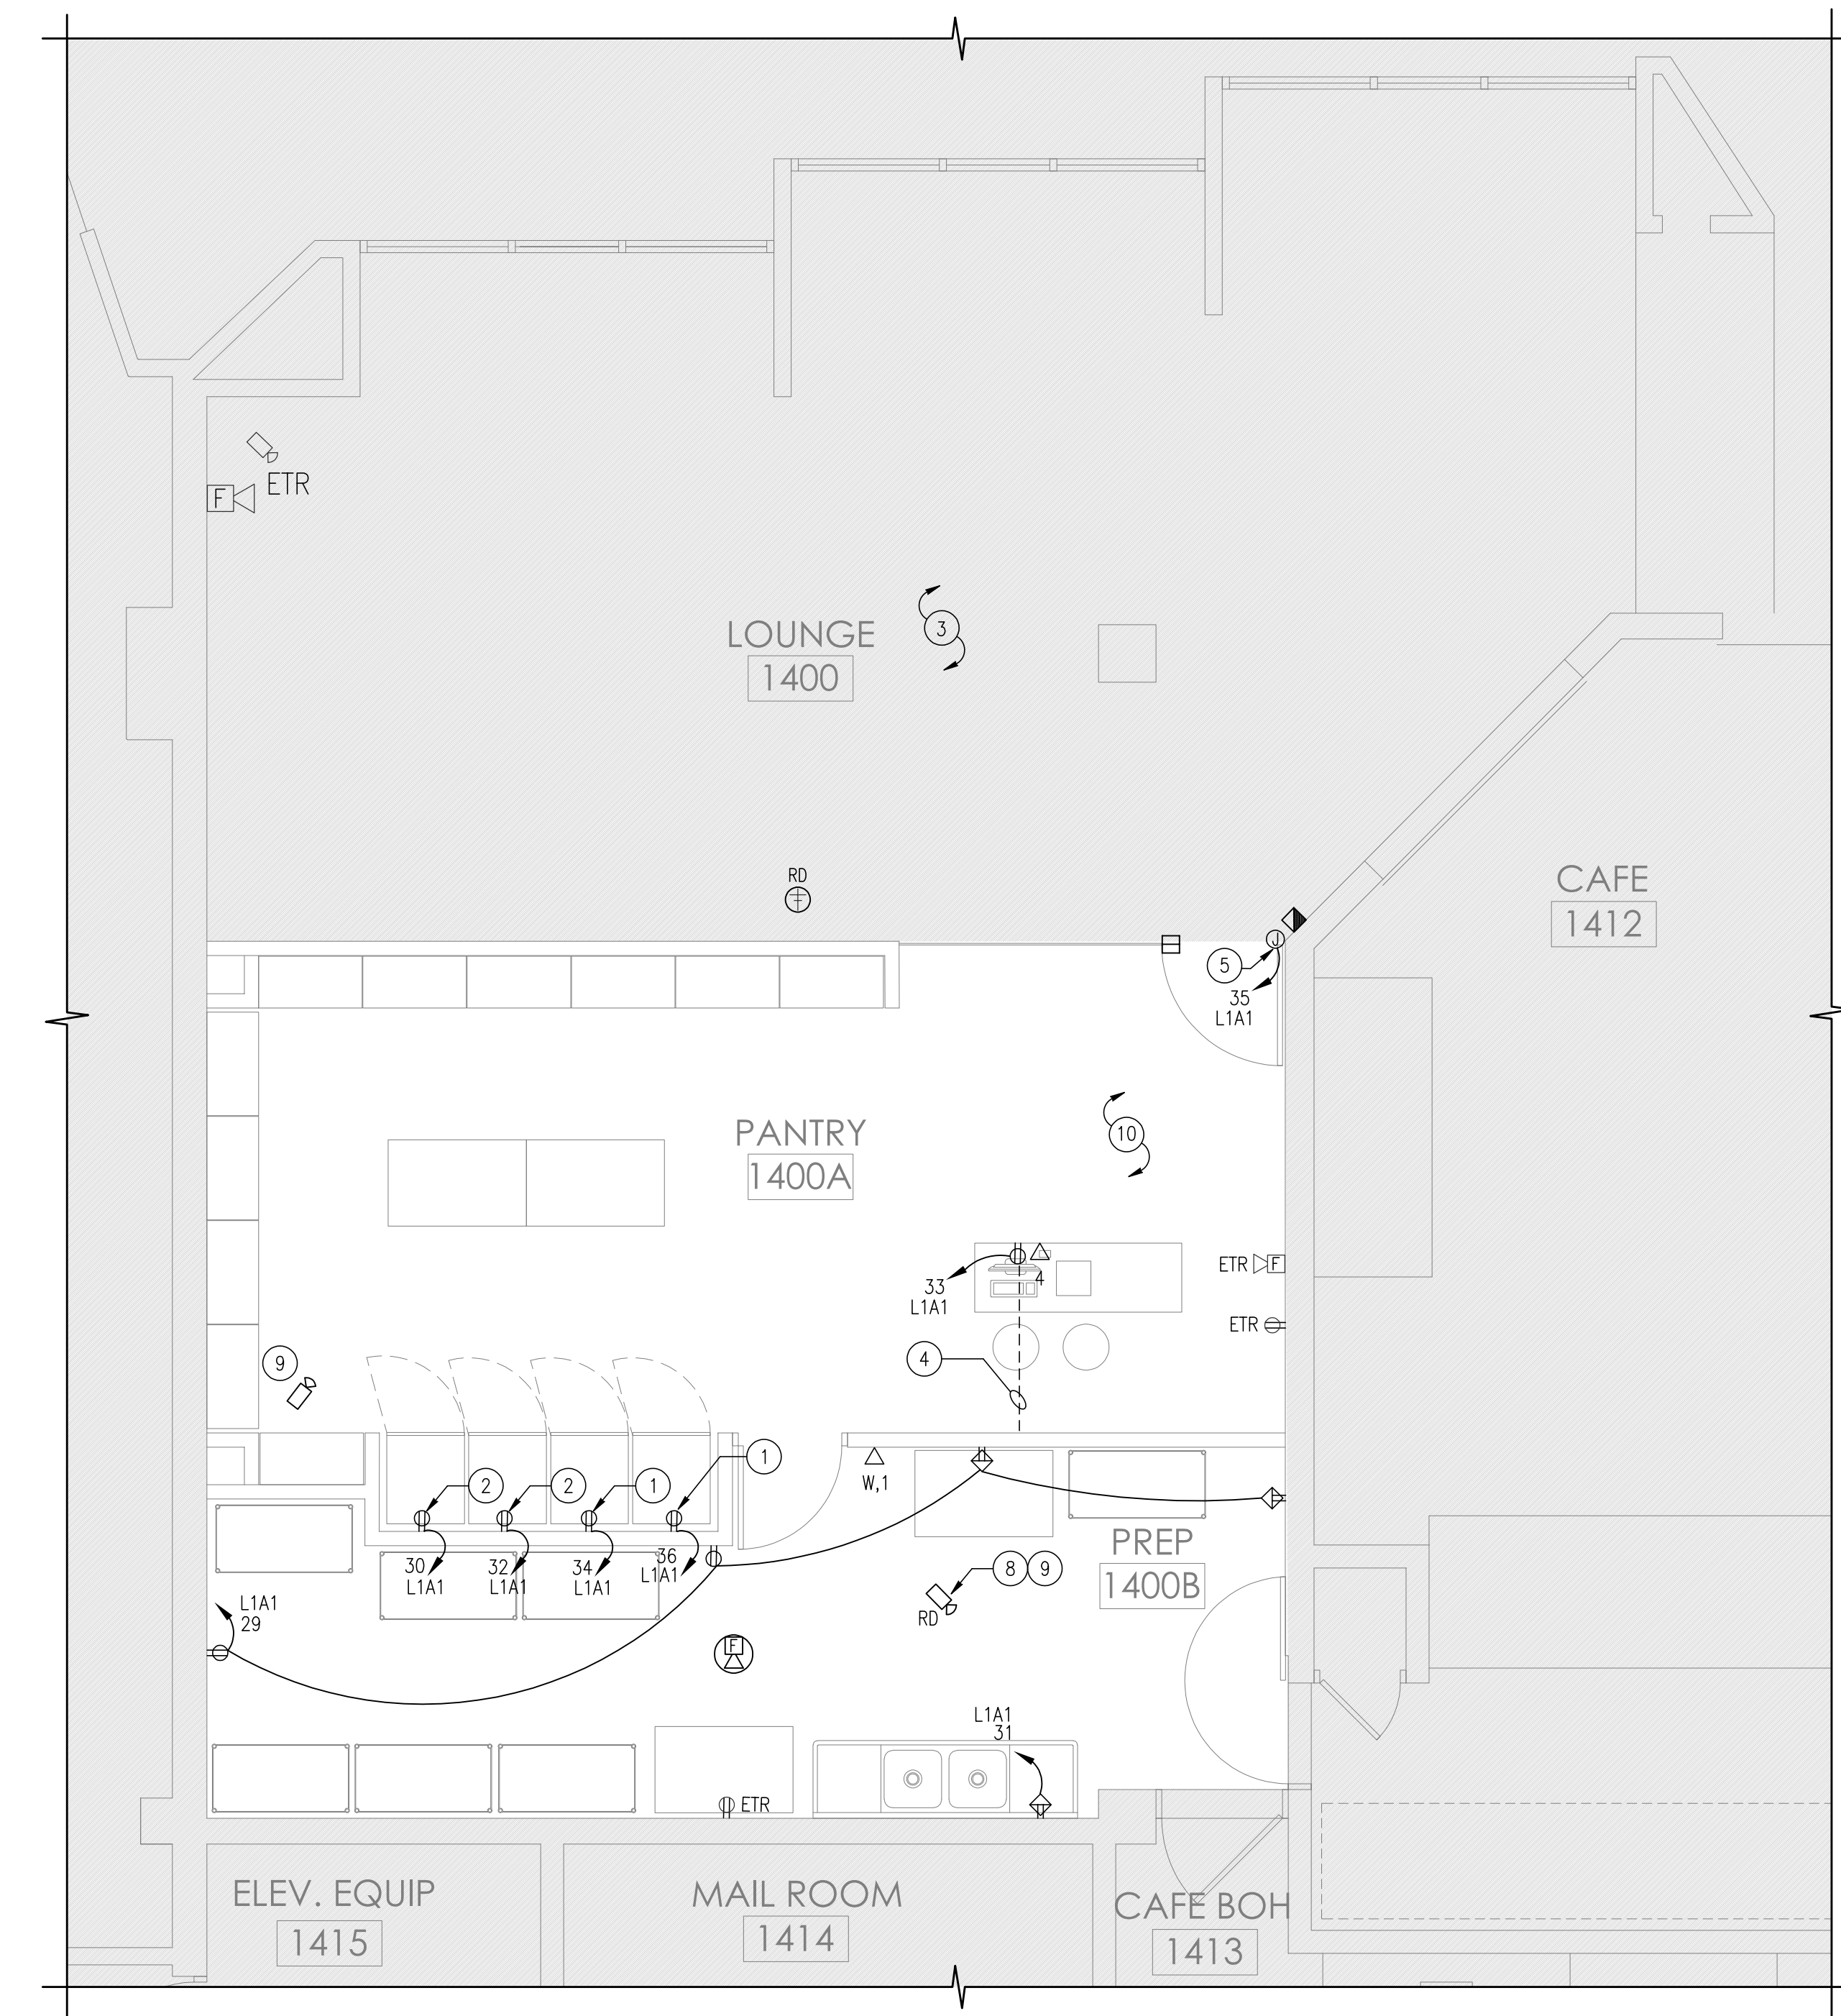 F
ETR
3
LOUNGE
1400
RD
CAFE
1412
J
5
35
L1A1
PANTRY
1400A
10
33
L1A1
4
ETR
F
ETR
4
9
1
2
2
1
W,1
30
L1A1
32
L1A1
34
L1A1
36
L1A1
PREP
1400B
8
9
RD
L1A1
29
F
L1A1
31
ETR
ELEV. EQUIP
1415
MAIL ROOM
1414
CAFE BOH
1413